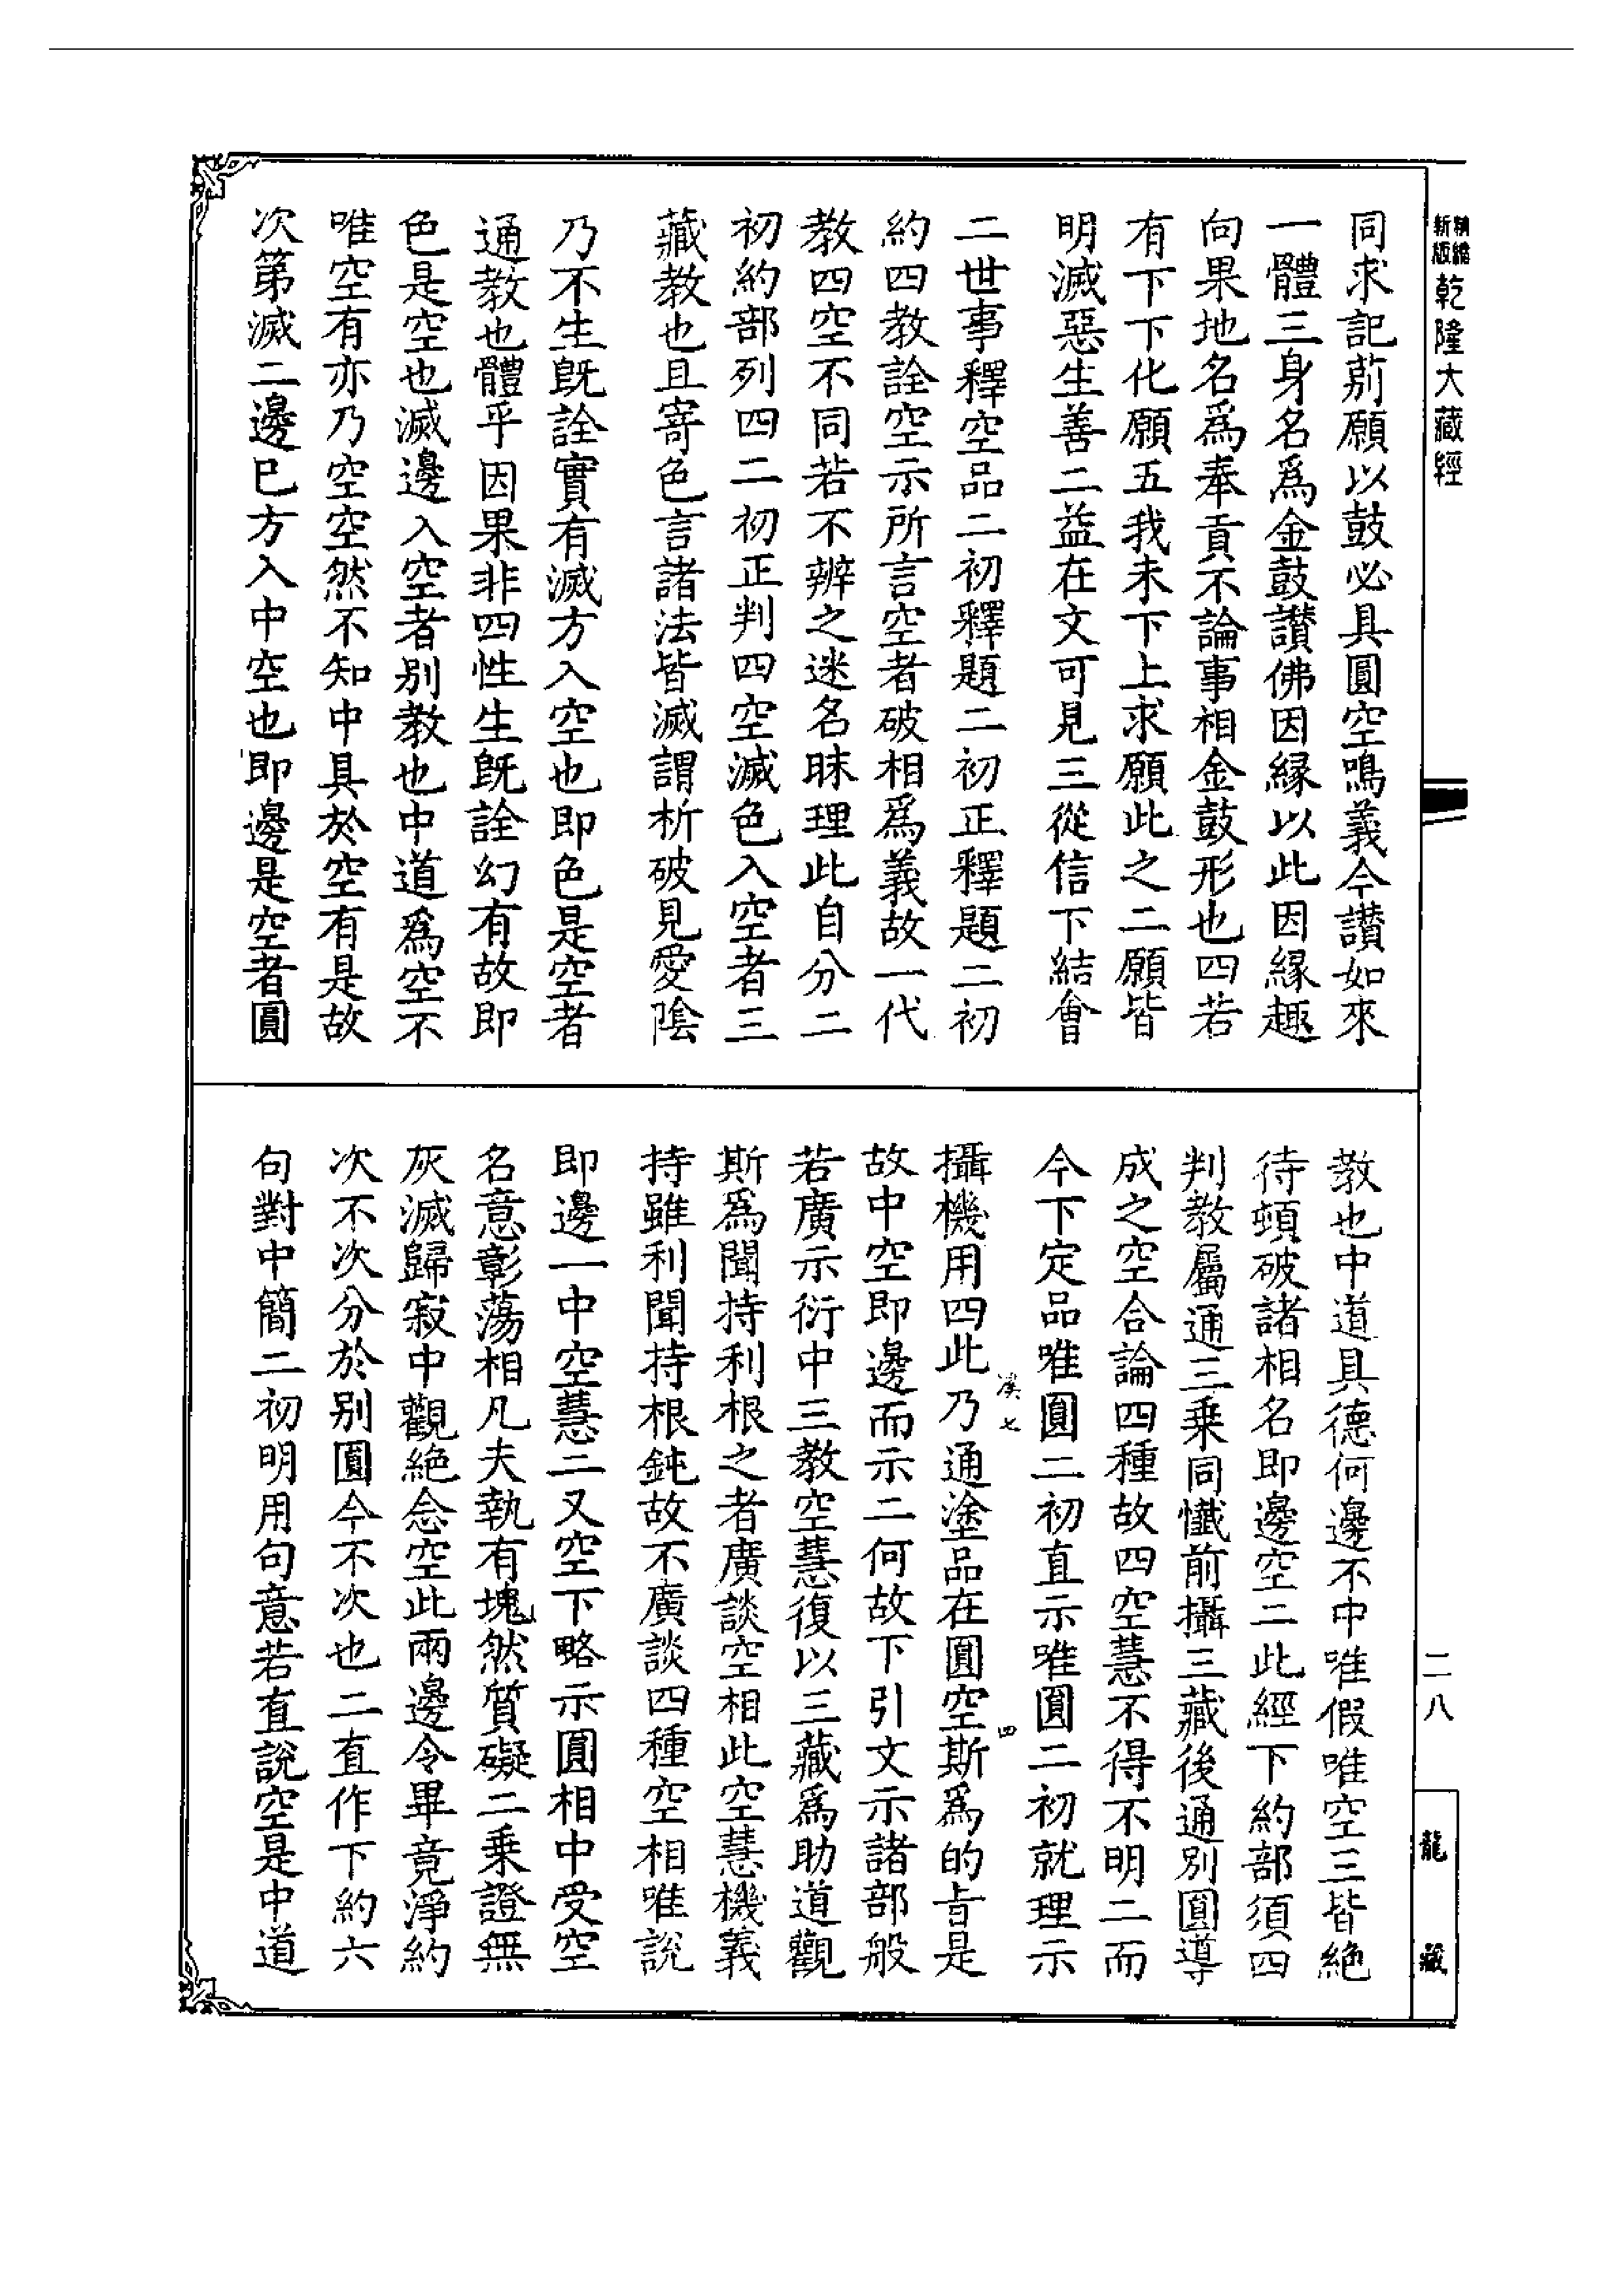 精縮新版乾隆大藏經
同求記莂願以鼓必具圓空鳴義今讚如來
一體三身名爲金鼓讚佛因緣以此因緣趣
向果地名爲奉貢不論事相金鼓形也四若
有下下化願五我未下上求願此之二願皆
明滅惡生善二益在文可見三從信下結會
二世事釋空品二初釋題二初正釋題二初
約四教詮空示所言空者破相爲義故一代
教四空不同若不辨之迷名昧理此自分二
初約部列四二初正判四空滅色入空者三
藏教也且寄色言諸法皆滅謂析破見愛陰
乃不生旣詮實有滅方入空也即色是空者
通教也體乎因果非四性生旣詮幻有故即
色是空也滅邊入空者別教也中道爲空不
唯空有亦乃空空然不知中具於空有是故
次第滅二邊巳方入中空也即邊是空者圓
教也中道具德何邊不中唯假唯空三皆絕
待頓破諸相名即邊空二此經下約部須四
判教屬通三乘同懺前攝三藏後通別圓導
成之空合論四種故四空慧不得不明二而
今下定品唯圓二初直示唯圓二初就理示
攝機用四此乃通塗品在圓空斯爲的旨是
故中空即邊而示二何故下引文示諸部般
若廣示衍中三教空慧復以三藏爲助道觀
斯爲聞持利根之者廣談空相此空慧機義
持雖利聞持根鈍故不廣談四種空相唯說
即邊一中空慧二又空下略示圓相中受空
名意彰蕩相凡夫執有塊然質礙二乘證無
灰滅歸寂中觀絕念空此兩邊令畢竟淨約
次不次分於別圓今不次也二直作下約六
句對中簡二初明用句意若直說空是中道
漢七
四
二八
龍藏